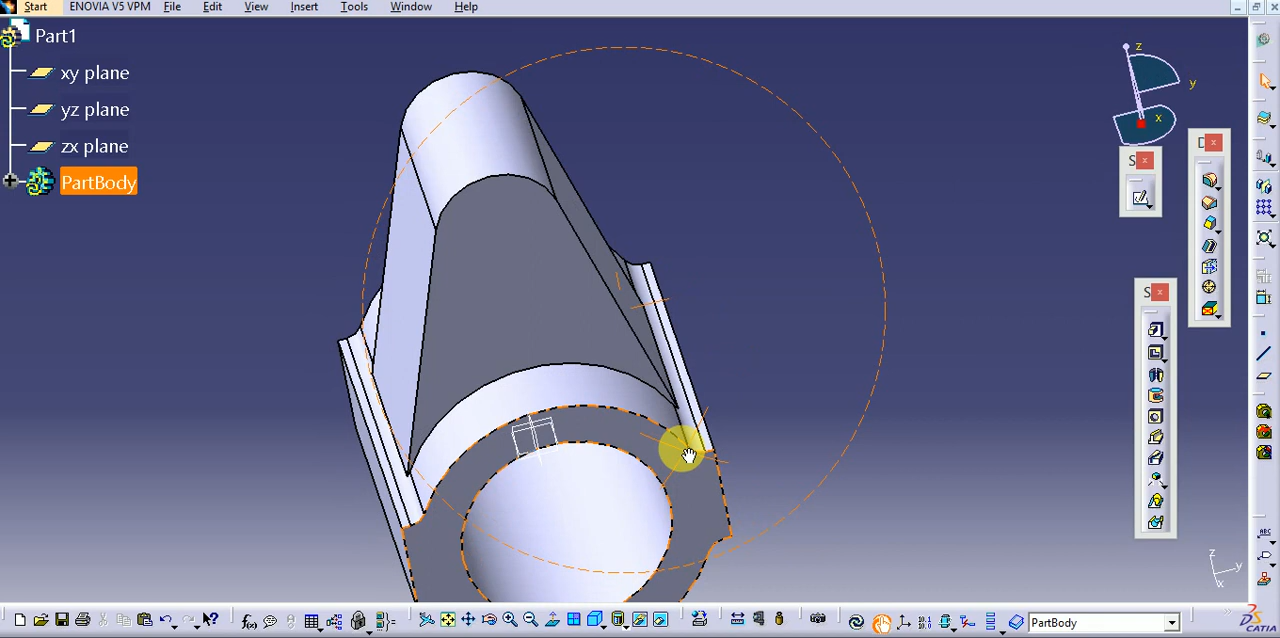 Start ENOVIA V5 VPM File Edit View Insert Tools Window Help
Part1
xy plane
yz plane
zx plane
PartBody
z
y
x
D
S
S
z
y
x
PartBody
CATIA